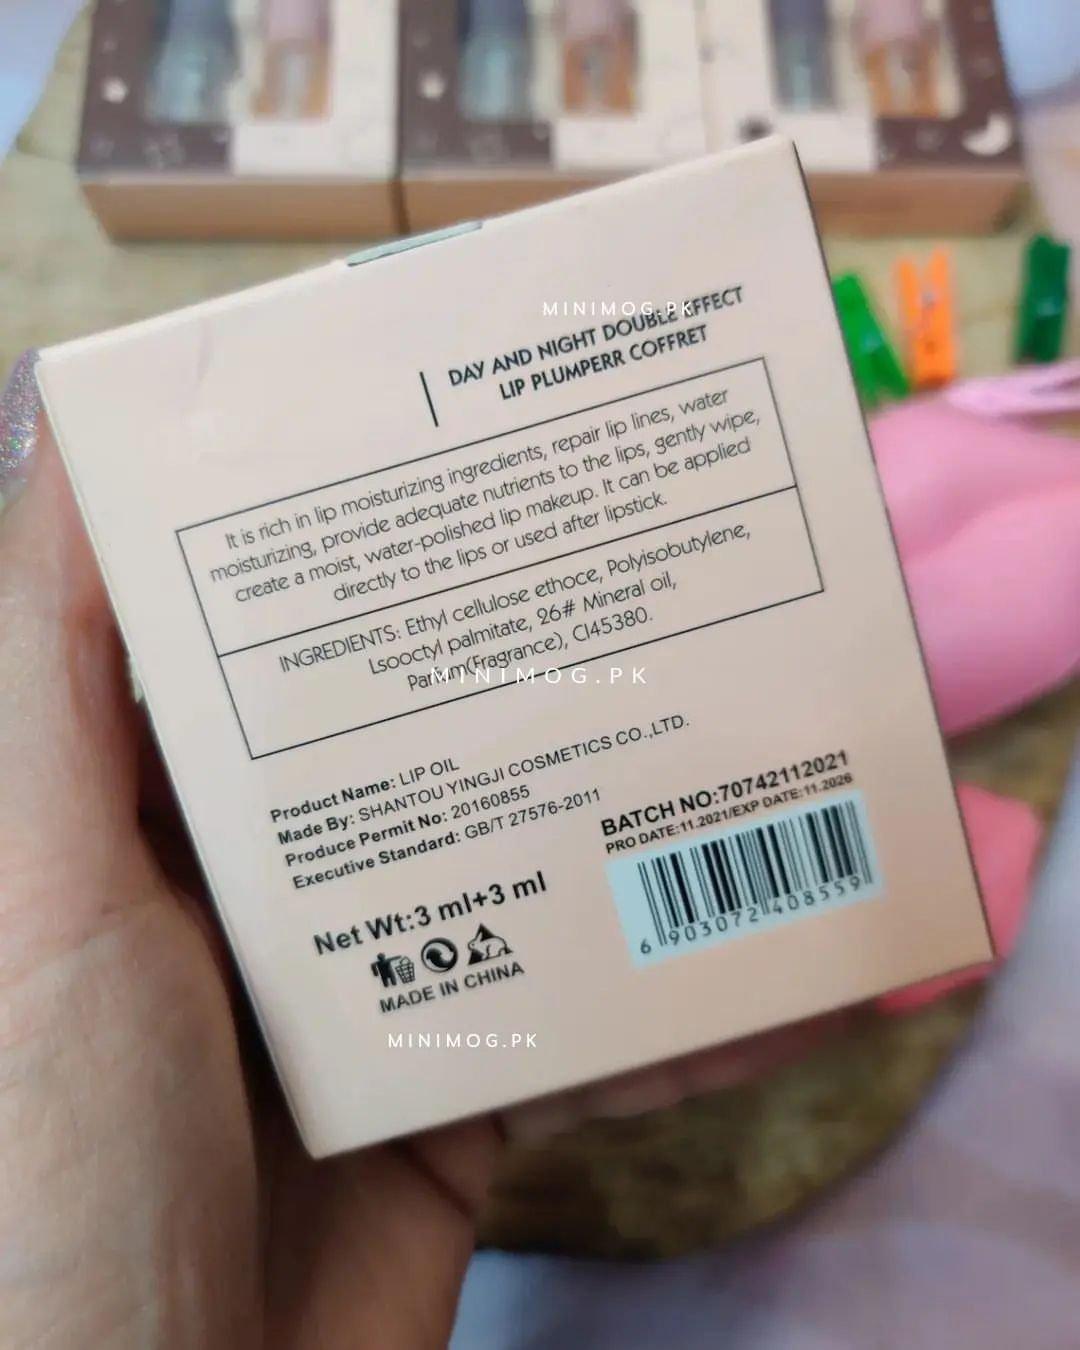 MINIMOG.PK
DAY AND NIGHT DOUBLE EFFECT
LIP PLUMPERR COFFRET
It is rich in lip moisturizing ingredients, repair lip lines, water
moisturizing, provide adequate nutrients to the lips, gently wipe,
create a moist, water-polished lip makeup. It can be applied
directly to the lips or used after lipstick.
INGREDIENTS: Ethyl cellulose ethoce, Polyisobutylene,
Lsooctyl palmitate, 26# Mineral oil,
Parfum(Fragrance), CI45380.
MINIMOG.PK
Product Name: LIP OIL
Made By: SHANTOU YINGJI COSMETICS CO.,LTD.
Produce Permit No: 20160855
Executive Standard: GB/T 27576-2011
BATCH NO:70742112021
PRO DATE:11.2021/EXP DATE:11.2026
6 903072 408559
Net Wt:3 ml+3 ml
MADE IN CHINA
MINIMOG.PK